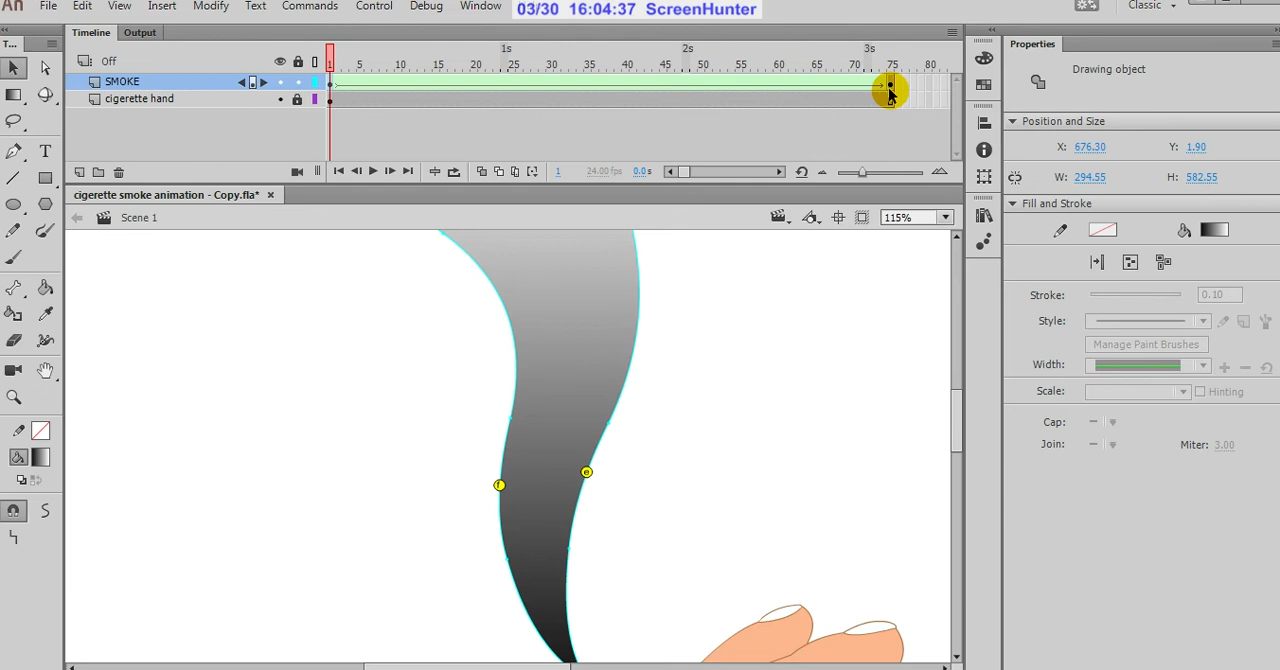 An File Edit View Insert Modify Text Commands Control Debug Window 03/30 16:04:37 ScreenHunter Classic
T... Timeline Output Properties
Off 1s 2s 3s Drawing object
1 5 10 15 20 25 30 35 40 45 50 55 60 65 70 75 80
SMOKE
cigerette hand
Position and Size
X: 676.30 Y: 1.90
1 24.00 fps 0.0s W: 294.55 H: 582.55
cigerette smoke animation - Copy.fla* × Fill and Stroke
Scene 1 115%
Stroke: 0.10
Style:
Manage Paint Brushes
Width:
Scale: Hinting
Cap:
Join: Miter: 3.00
e
f